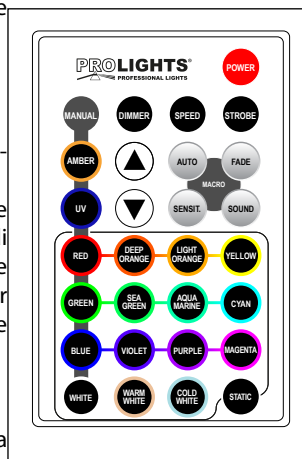 e
PROLIGHTS®
PROFESSIONAL LIGHTS
POWER
MANUAL DIMMER SPEED STROBE
AMBER AUTO FADE
MACRO
UV SENSIT. SOUND
RED DEEP ORANGE LIGHT ORANGE YELLOW
GREEN SEA GREEN AQUA MARINE CYAN
BLUE VIOLET PURPLE MAGENTA
WHITE WARM WHITE COLD WHITE STATIC
-
e
i
e
r
e
a